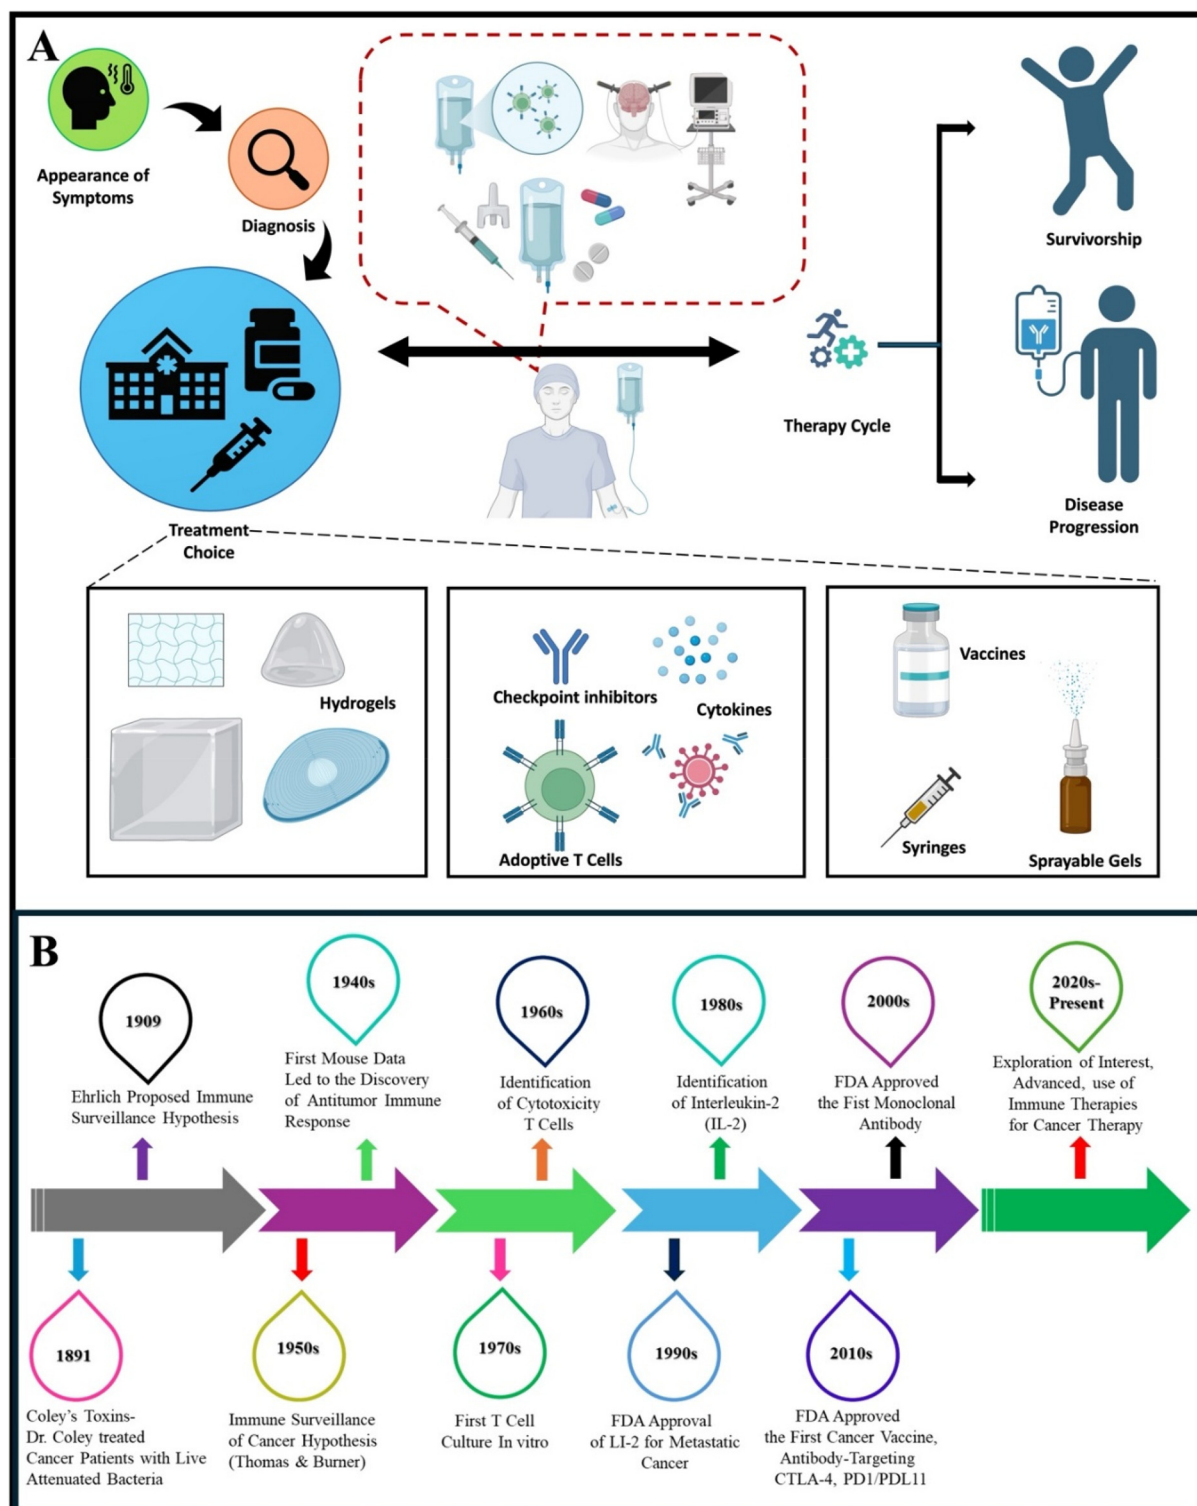 A
Appearance of
Symptoms
Diagnosis
Treatment
Choice
Therapy Cycle
Survivorship
Disease
Progression
Hydrogels
Checkpoint inhibitors
Cytokines
Adoptive T Cells
Vaccines
Syringes
Sprayable Gels
B
1909
Ehrlich Proposed Immune
Surveillance Hypothesis
1940s
First Mouse Data
Led to the Discovery
of Antitumor Immune
Response
1960s
Identification
of Cytotoxicity
T Cells
1980s
Identification
of Interleukin-2
(IL-2)
2000s
FDA Approved
the Fist Monoclonal
Antibody
2020s-
Present
Exploration of Interest,
Advanced, use of
Immune Therapies
for Cancer Therapy
1891
Coley's Toxins-
Dr. Coley treated
Cancer Patients with Live
Attenuated Bacteria
1950s
Immune Surveillance
of Cancer Hypothesis
(Thomas & Burner)
1970s
First T Cell
Culture In vitro
1990s
FDA Approval
of LI-2 for Metastatic
Cancer
2010s
FDA Approved
the First Cancer Vaccine,
Antibody-Targeting
CTLA-4, PD1/PDL11